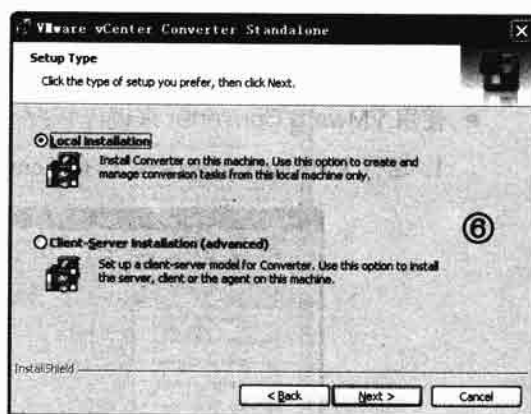 VMware vCenter Converter Standalone
Setup Type
Click the type of setup you prefer, then click Next.
Local installation
Install Converter on this machine. Use this option to create and
manage conversion tasks from this local machine only.
⑥
Client-Server installation (advanced)
Set up a client-server model for Converter. Use this option to install
the server, client or the agent on this machine.
InstallShield
< Back
Next >
Cancel